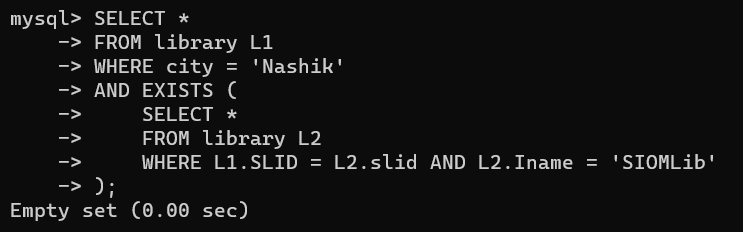 mysql> SELECT *
    -> FROM library L1
    -> WHERE city = 'Nashik'
    -> AND EXISTS (
    ->     SELECT *
    ->     FROM library L2
    ->     WHERE L1.SLID = L2.slid AND L2.Iname = 'SIOMLib'
    -> );
Empty set (0.00 sec)